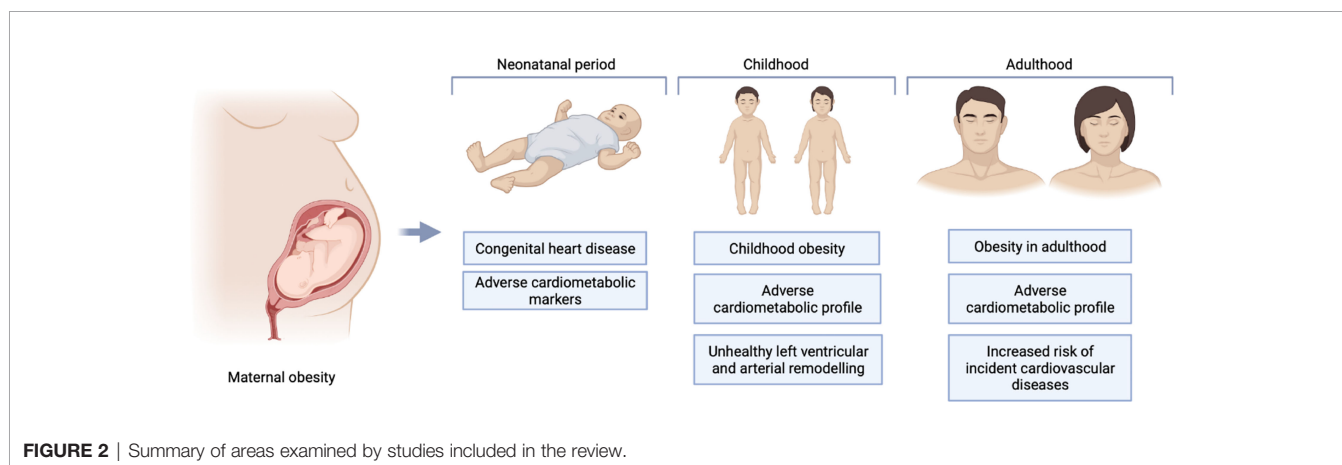 Neonatanal period
Childhood
Adulthood
Congenital heart disease
Adverse cardiometabolic
markers
Childhood obesity
Adverse
cardiometabolic profile
Unhealthy left ventricular
and arterial remodelling
Obesity in adulthood
Adverse
cardiometabolic profile
Increased risk of
incident cardiovascular
diseases
Maternal obesity
FIGURE 2 | Summary of areas examined by studies included in the review.